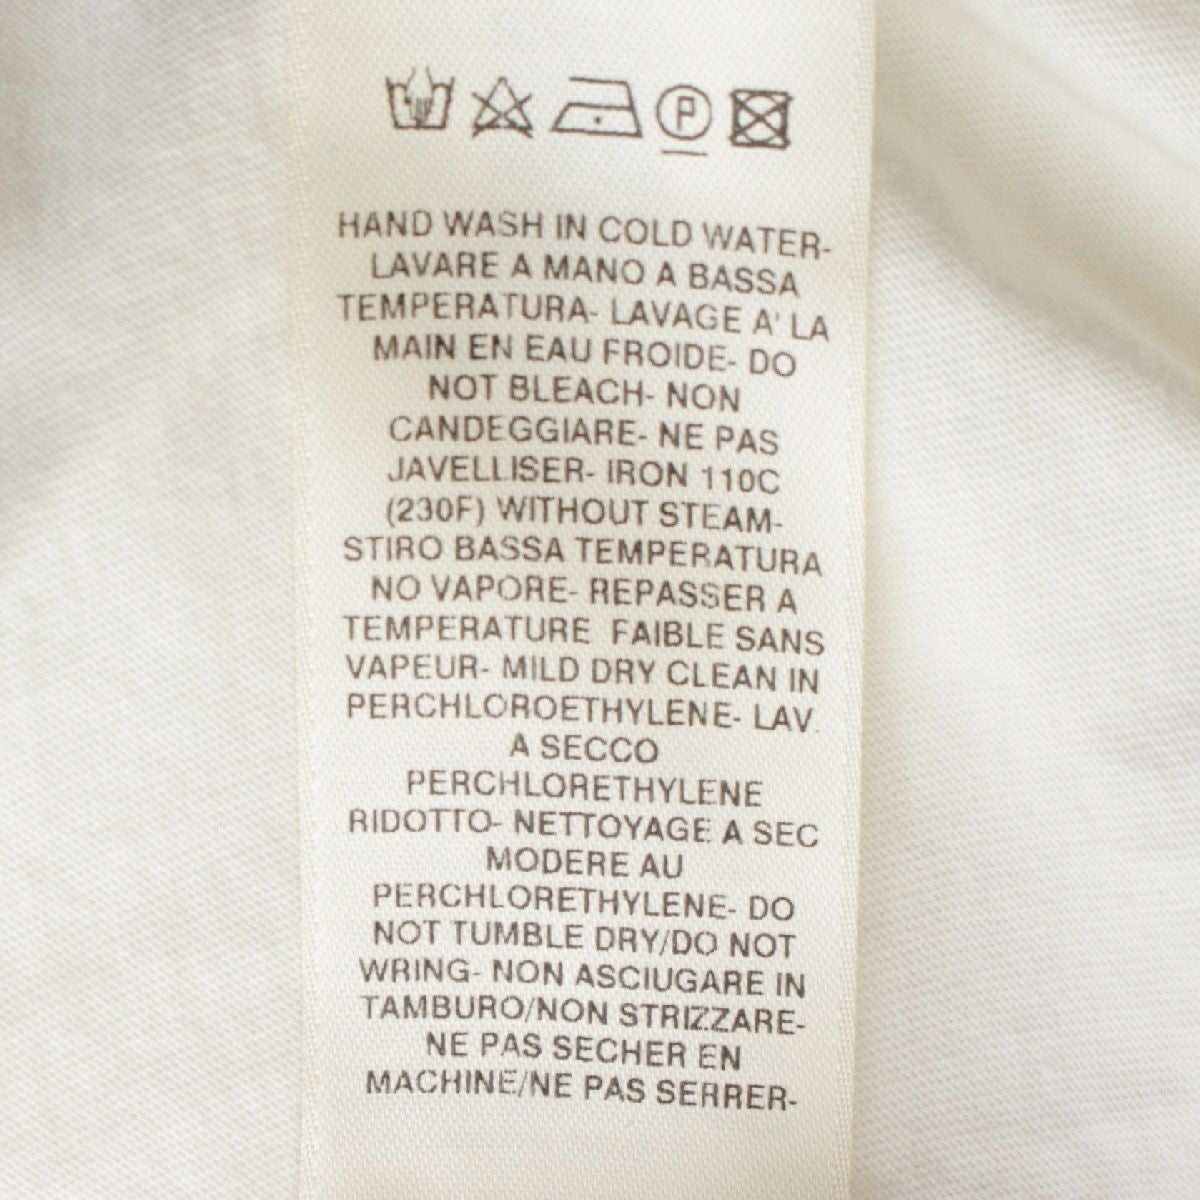 P
HAND WASH IN COLD WATER-
LAVARE A MANO A BASSA
TEMPERATURA- LAVAGE A' LA
MAIN EN EAU FROIDE- DO
NOT BLEACH- NON
CANDEGGIARE- NE PAS
JAVELLISER- IRON 110C
(230F) WITHOUT STEAM-
STIRO BASSA TEMPERATURA
NO VAPORE- REPASSER A
TEMPERATURE FAIBLE SANS
VAPEUR- MILD DRY CLEAN IN
PERCHLOROETHYLENE- LAV.
A SECCO
PERCHLORETHYLENE
RIDOTTO- NETTOYAGE A SEC
MODERE AU
PERCHLORETHYLENE- DO
NOT TUMBLE DRY/DO NOT
WRING- NON ASCIUGARE IN
TAMBURO/NON STRIZZARE-
NE PAS SECHER EN
MACHINE/NE PAS SERRER-